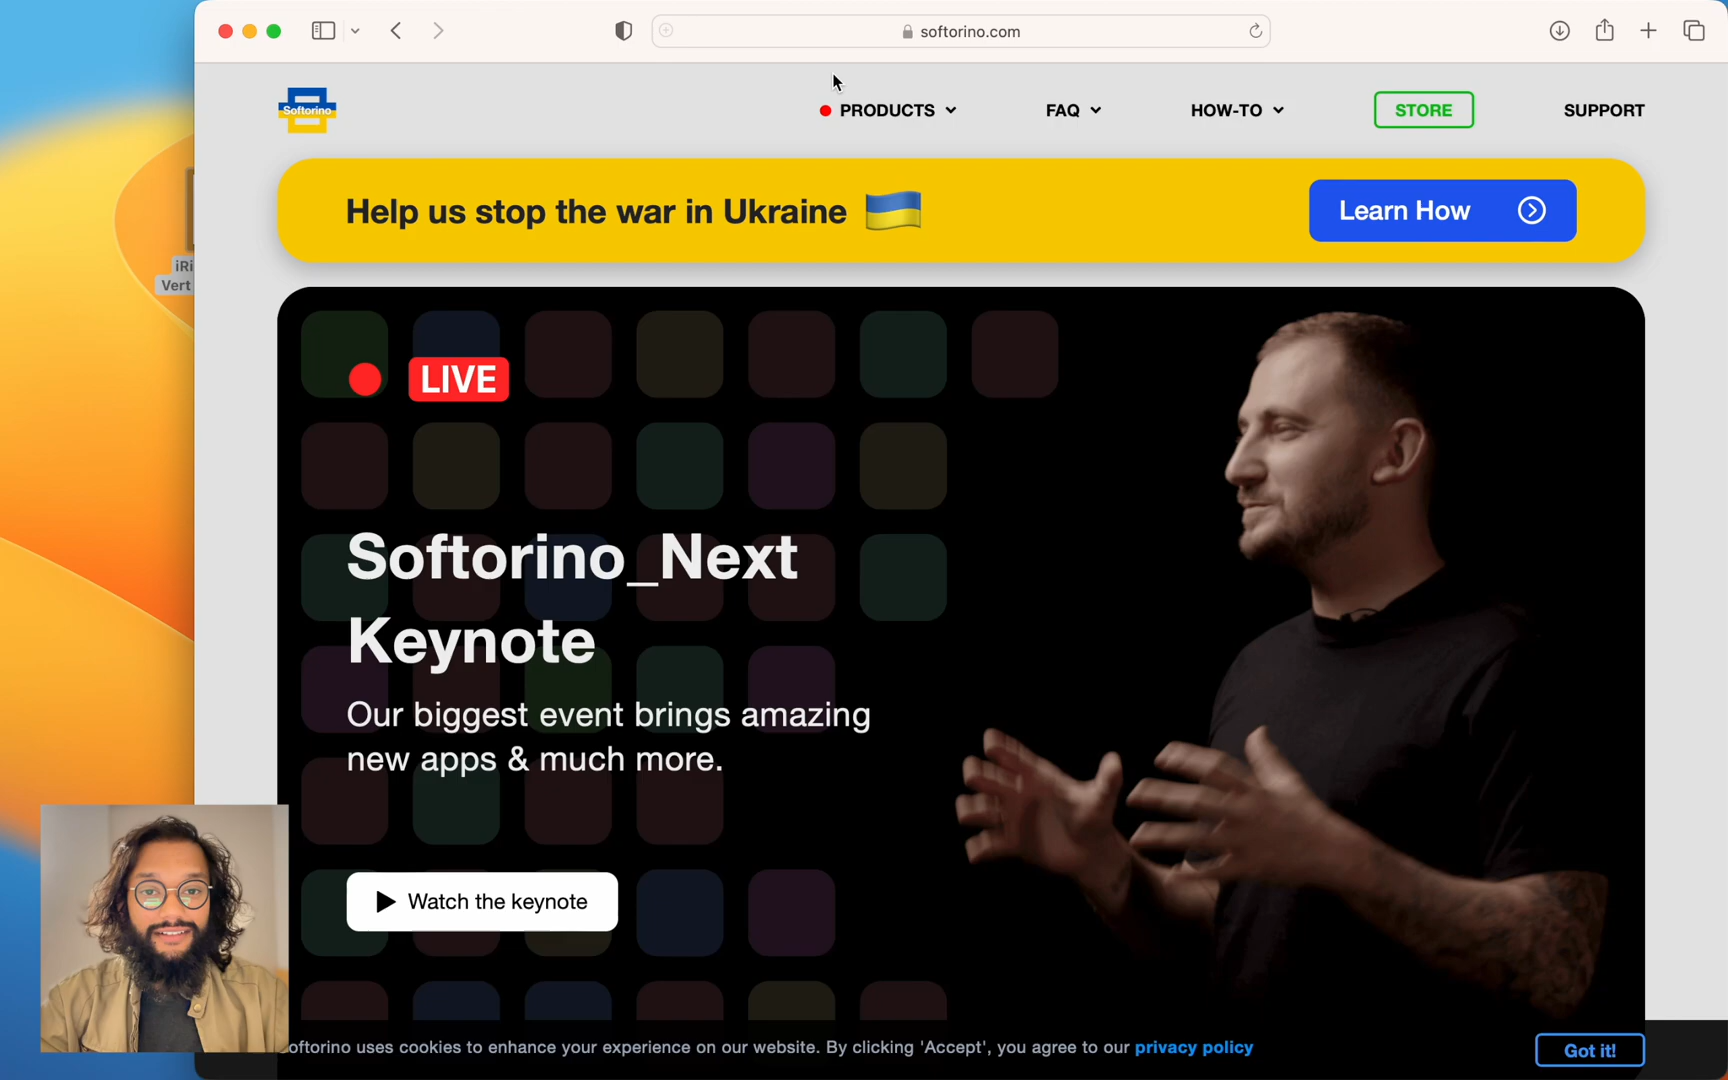 softorino.com
Softorino
PRODUCTS
FAQ
HOW-TO
STORE
SUPPORT
iRi
Vert
Help us stop the war in Ukraine
Learn How
LIVE
Softorino_Next
Keynote
Our biggest event brings amazing
new apps & much more.
Watch the keynote
oftorino uses cookies to enhance your experience on our website. By clicking 'Accept', you agree to our privacy policy
Got it!